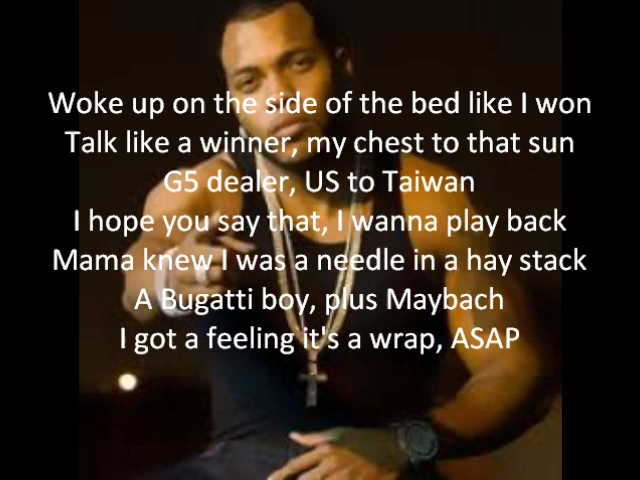 Woke up on the side of the bed like I won
Talk like a winner, my chest to that sun
G5 dealer, US to Taiwan
I hope you say that, I wanna play back
Mama knew I was a needle in a hay stack
A Bugatti boy, plus Maybach
I got a feeling it's a wrap, ASAP